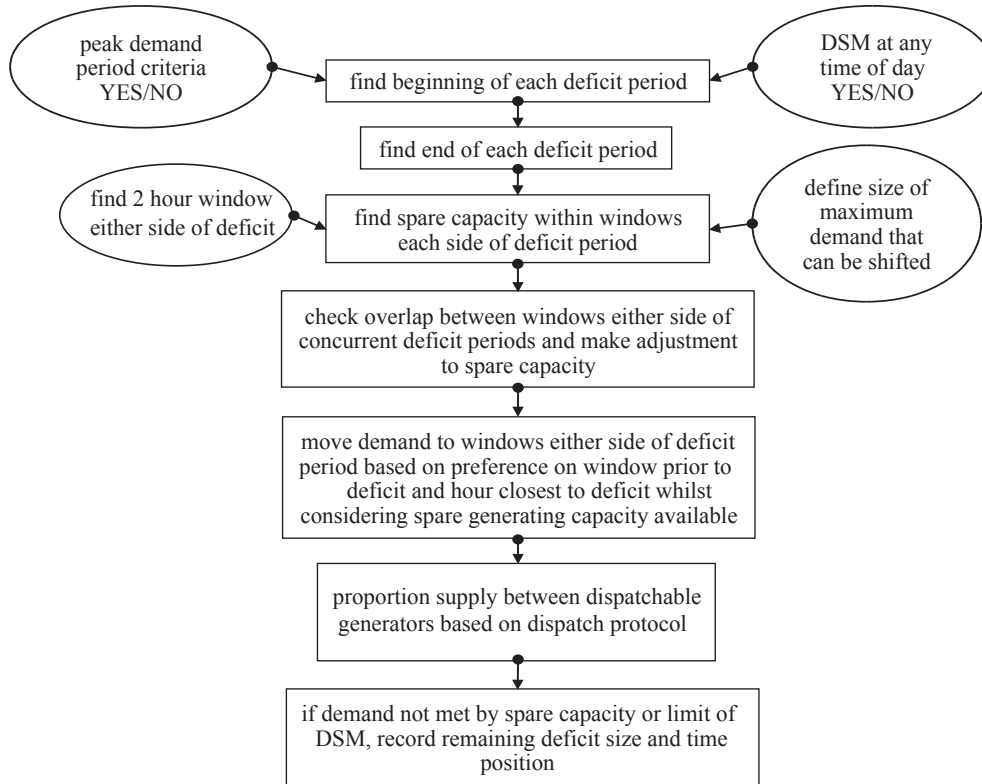 peak demand
period criteria
YES/NO
DSM at any
time of day
YES/NO
find beginning of each deficit period
find end of each deficit period
find 2 hour window
either side of deficit
find spare capacity within windows
each side of deficit period
define size of
maximum
demand that
can be shifted
check overlap between windows either side of
concurrent deficit periods and make adjustment
to spare capacity
move demand to windows either side of deficit
period based on preference on window prior to
deficit and hour closest to deficit whilst
considering spare generating capacity available
proportion supply between dispatchable
generators based on dispatch protocol
if demand not met by spare capacity or limit of
DSM, record remaining deficit size and time
position